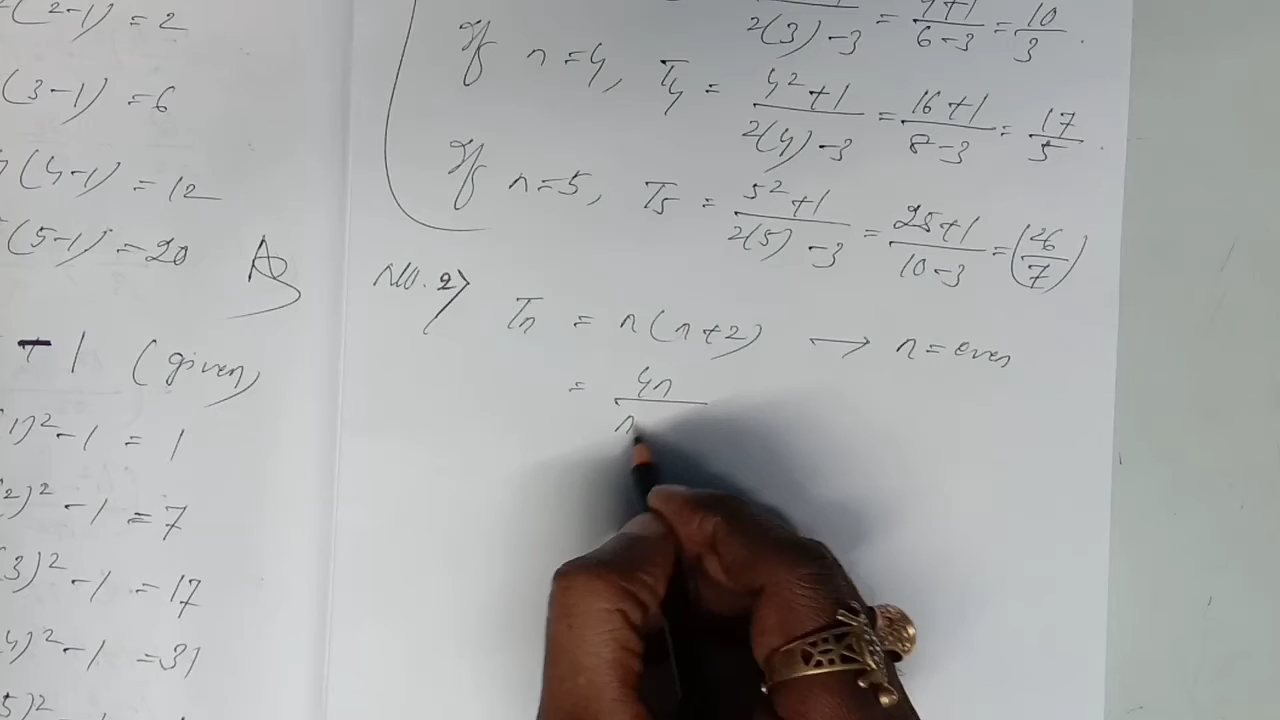 (2-1) = 2
(3-1) = 6
(4-1) = 12
(5-1) = 20
+ 1 (given)
1)² - 1 = 1
2)² - 1 = 7
(3)² - 1 = 17
4)² - 1 = 31
5)²
2(3) - 3 = 9+1 / 6-3 = 10/3 .
If n = 4, T4 = 4² + 1 / 2(4) - 3 = 16 + 1 / 8 - 3 = 17/5 .
If n = 5, T5 = 5² + 1 / 2(5) - 3 = 25 + 1 / 10 - 3 = (26/7)
No. 2)
Tn = n(n+2) → n = even
= 4n / n